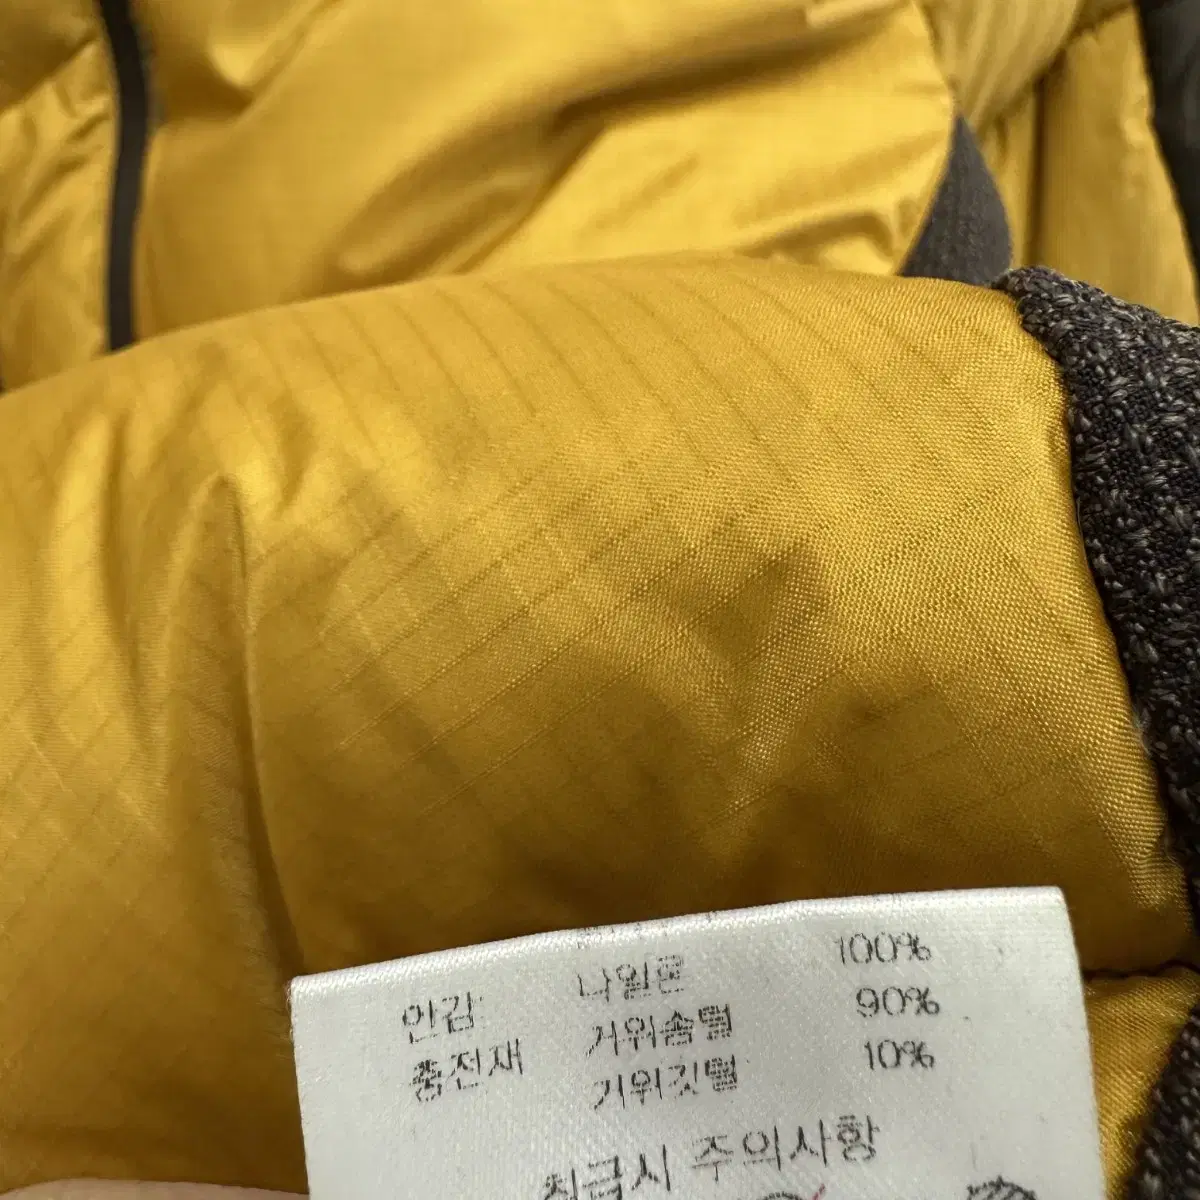 안감 나일론 100%
충전재 거위솜털 90%
거위깃털 10%
취급시 주의사항